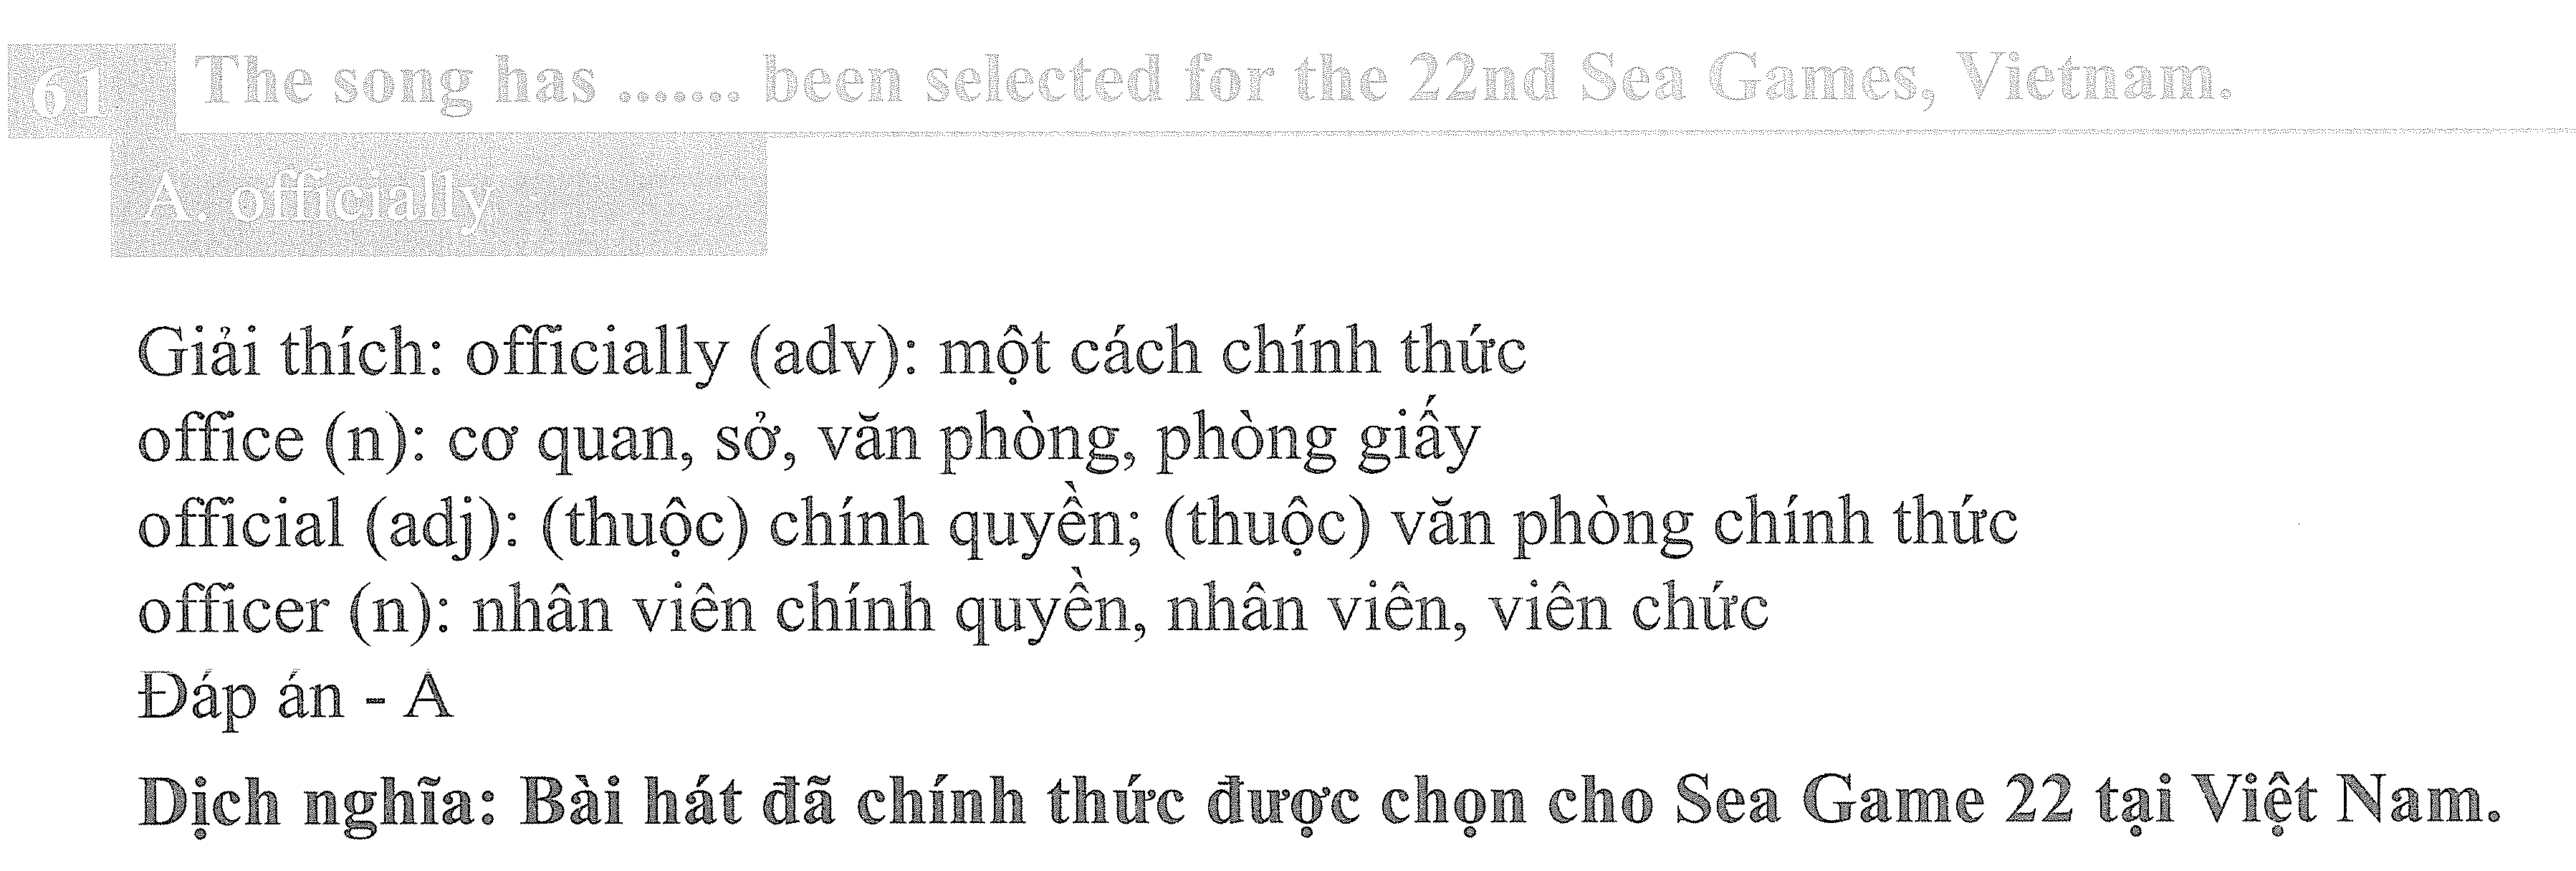 61 The song has ....... been selected for the 22nd Sea Games, Vietnam.
A. officially
Giải thích: officially (adv): một cách chính thức
office (n): cơ quan, sở, văn phòng, phòng giấy
official (adj): (thuộc) chính quyền; (thuộc) văn phòng chính thức
officer (n): nhân viên chính quyền, nhân viên, viên chức
Đáp án - A
Dịch nghĩa: Bài hát đã chính thức được chọn cho Sea Game 22 tại Việt Nam.